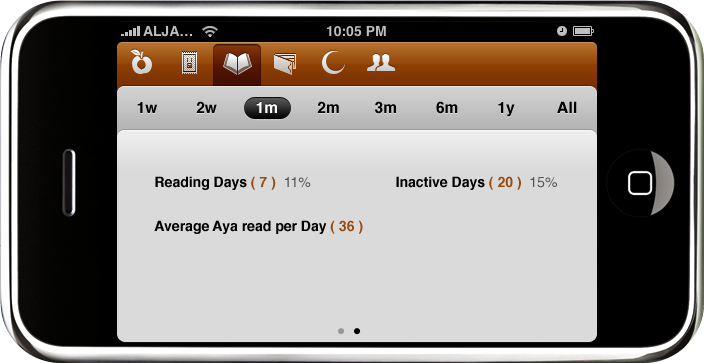 ALJA... 10:05 PM
1w 2w 1m 2m 3m 6m 1y All
Reading Days ( 7 ) 11% Inactive Days ( 20 ) 15%
Average Aya read per Day ( 36 )